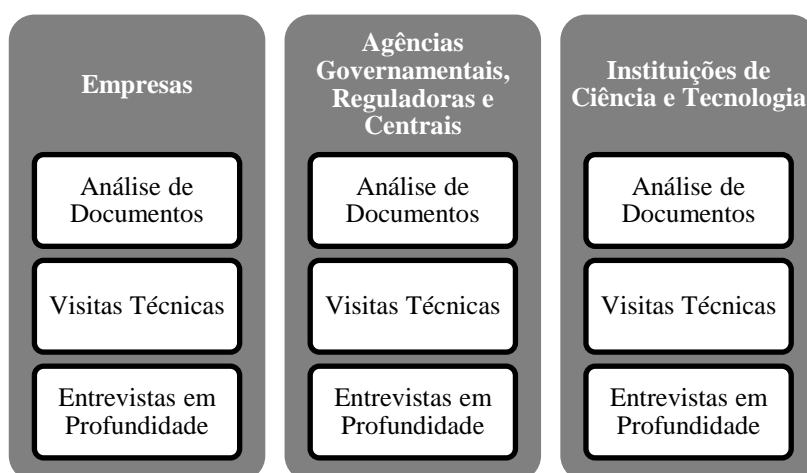 Empresas
Análise de
Documentos
Visitas Técnicas
Entrevistas em
Profundidade
Agências
Governamentais,
Reguladoras e
Centrais
Análise de
Documentos
Visitas Técnicas
Entrevistas em
Profundidade
Instituições de
Ciência e Tecnologia
Análise de
Documentos
Visitas Técnicas
Entrevistas em
Profundidade